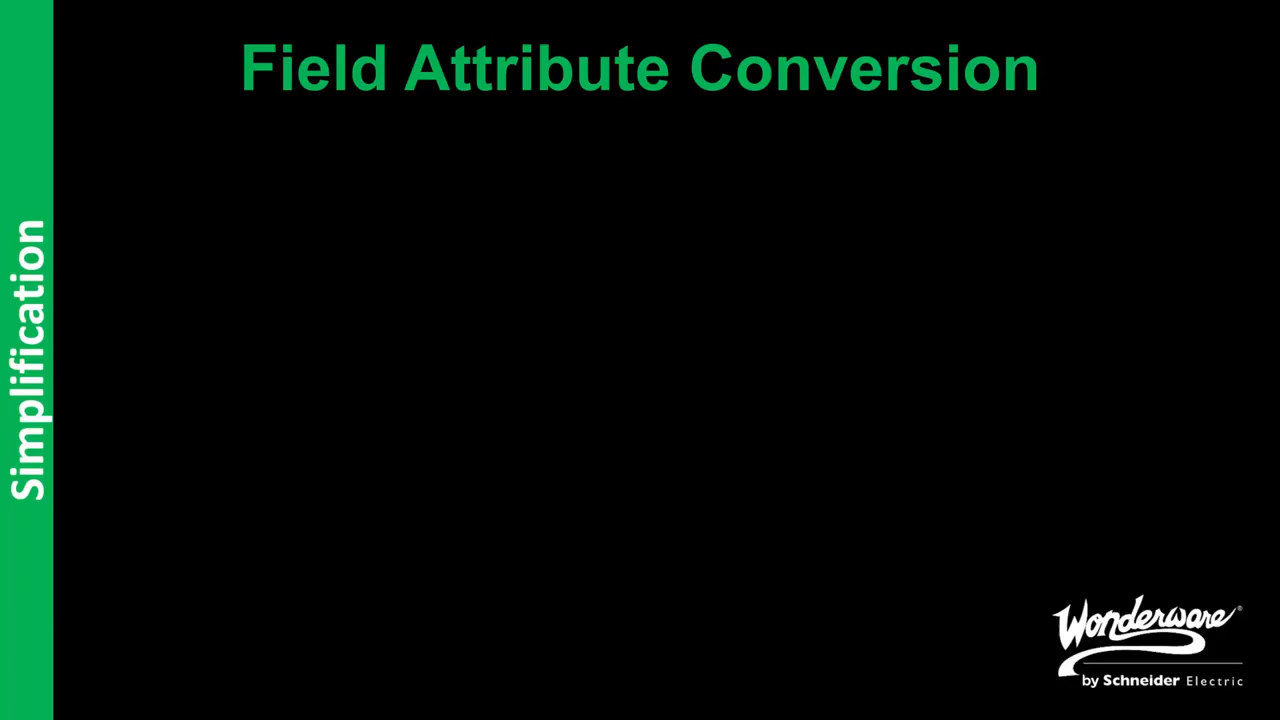 Field Attribute Conversion
Simplification
Wonderware®
by Schneider Electric